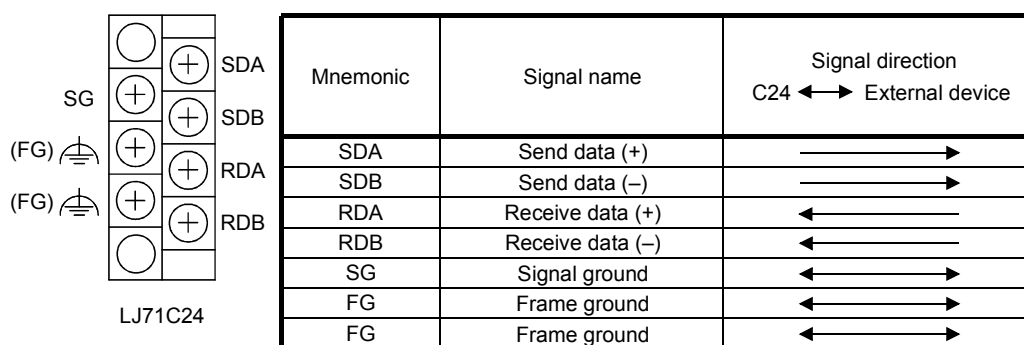 SG
(FG)
(FG)
SDA
SDB
RDA
RDB
LJ71C24
Mnemonic Signal name Signal direction
C24 ↔ External device
SDA Send data (+)
SDB Send data (–)
RDA Receive data (+)
RDB Receive data (–)
SG Signal ground
FG Frame ground
FG Frame ground